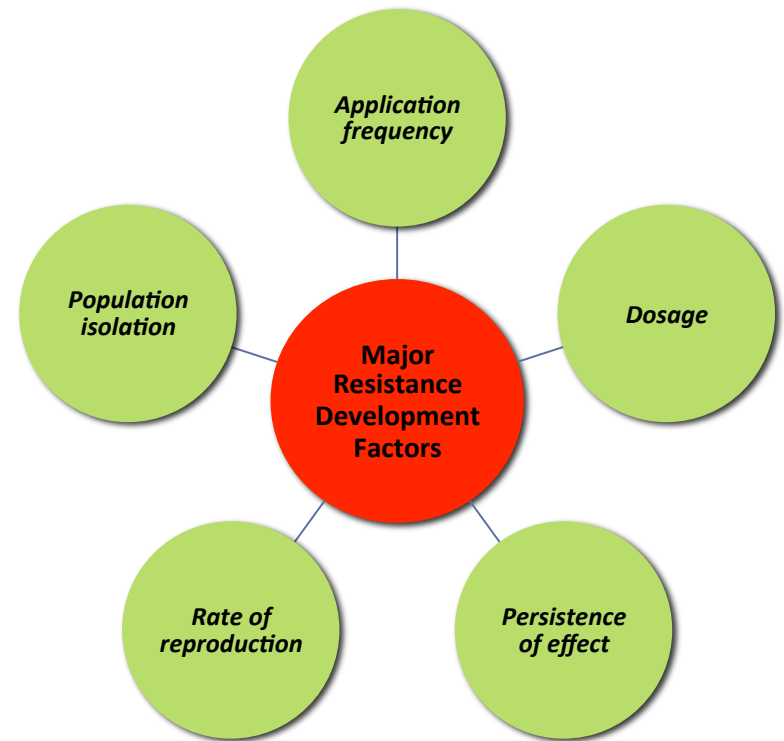 Application
frequency
Dosage
Persistence
of effect
Rate of
reproduction
Population
isolation
Major
Resistance
Development
Factors